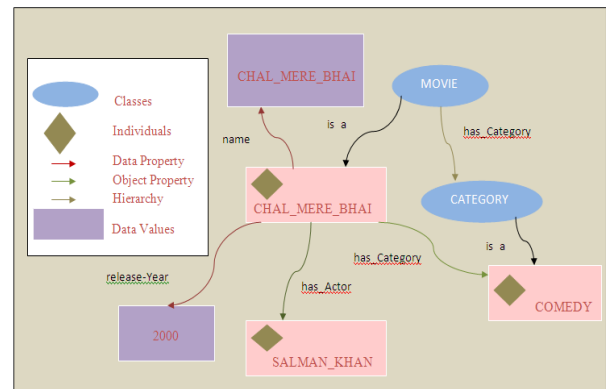 CHAL_MERE_BHAI
MOVIE
is a
has_Category
name
Classes
Individuals
Data Property
Object Property
Hierarchy
Data Values
CHAL_MERE_BHAI
CATEGORY
is a
has_Category
release-Year
has_Actor
COMEDY
2000
SALMAN_KHAN